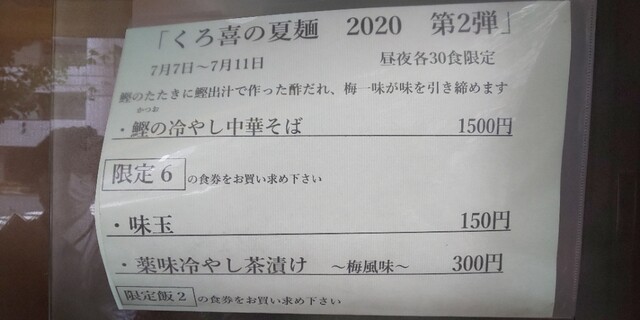 「くろ喜の夏麺 2020 第2弾」
7月7日～7月11日 昼夜各30食限定
鰹のたたきに鰹出汁で作った酢だれ、梅一味が味を引き締めます
かつお
・鰹の冷やし中華そば 1500円
限定6 の食券をお買い求め下さい
・味玉 150円
・薬味冷やし茶漬け ～梅風味～ 300円
限定飯2 の食券をお買い求め下さい